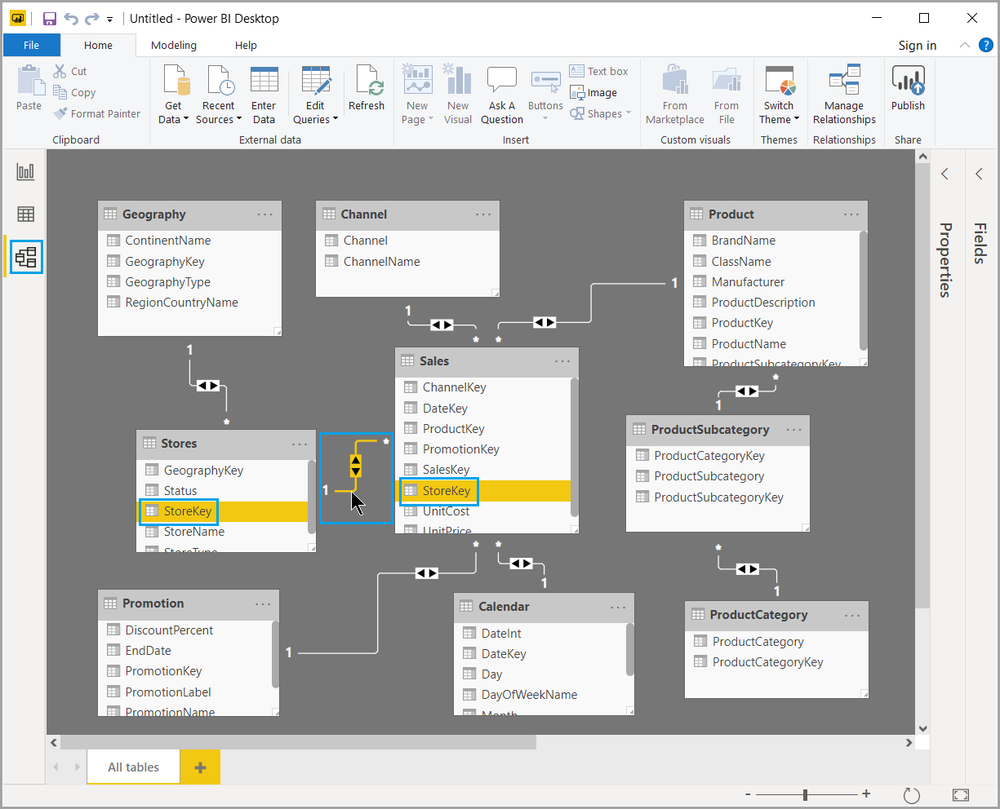 Untitled - Power BI Desktop
File Home Modeling Help Sign in ?
Paste
Cut
Copy
Format Painter
Clipboard
Get
Data
Recent
Sources
Enter
Data
Edit
Queries
Refresh
External data
New
Page
New
Visual
Ask A
Question
Buttons
Text box
Image
Shapes
Insert
From
Marketplace
From
File
Custom visuals
Switch
Theme
Themes
Manage
Relationships
Relationships
Publish
Share
Geography ···
ContinentName
GeographyKey
GeographyType
RegionCountryName
Channel ···
Channel
ChannelName
Product ···
BrandName
ClassName
Manufacturer
ProductDescription
ProductKey
ProductName
ProductSubcategoryKey
Properties
Fields
1
1
1
* *
1
*
*
1
Sales ···
ChannelKey
DateKey
ProductKey
PromotionKey
SalesKey
StoreKey
UnitCost
UnitPrice
Stores ···
GeographyKey
Status
StoreKey
StoreName
StoreType
*
1
ProductSubcategory ···
ProductCategoryKey
ProductSubcategory
ProductSubcategoryKey
* *
1
*
1
1
Promotion ···
DiscountPercent
EndDate
PromotionKey
PromotionLabel
PromotionName
Calendar ···
DateInt
DateKey
Day
DayOfWeekName
Month
ProductCategory ···
ProductCategory
ProductCategoryKey
All tables +
- +